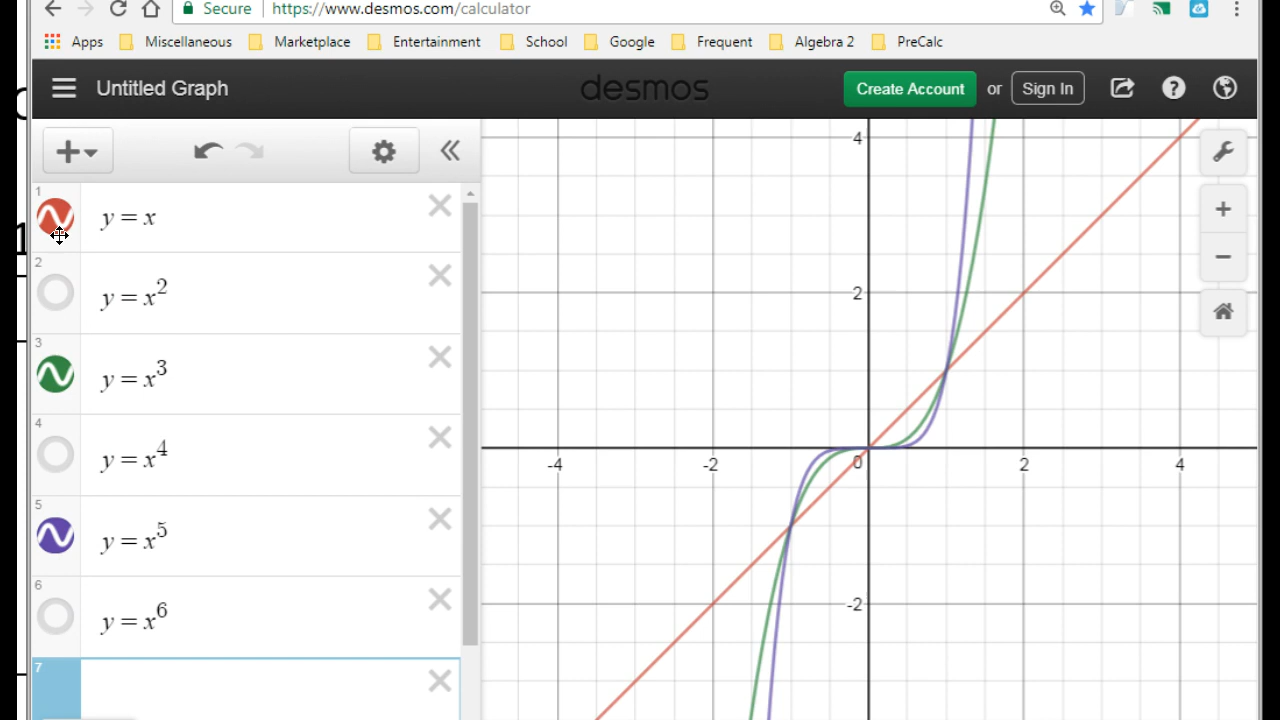 Secure https://www.desmos.com/calculator
Apps Miscellaneous Marketplace Entertainment School Google Frequent Algebra 2 PreCalc
Untitled Graph desmos Create Account or Sign In
1
y = x
2
y = x²
3
y = x³
4
y = x⁴
5
y = x⁵
6
y = x⁶
7
4
2
-4 -2 0 2 4
-2